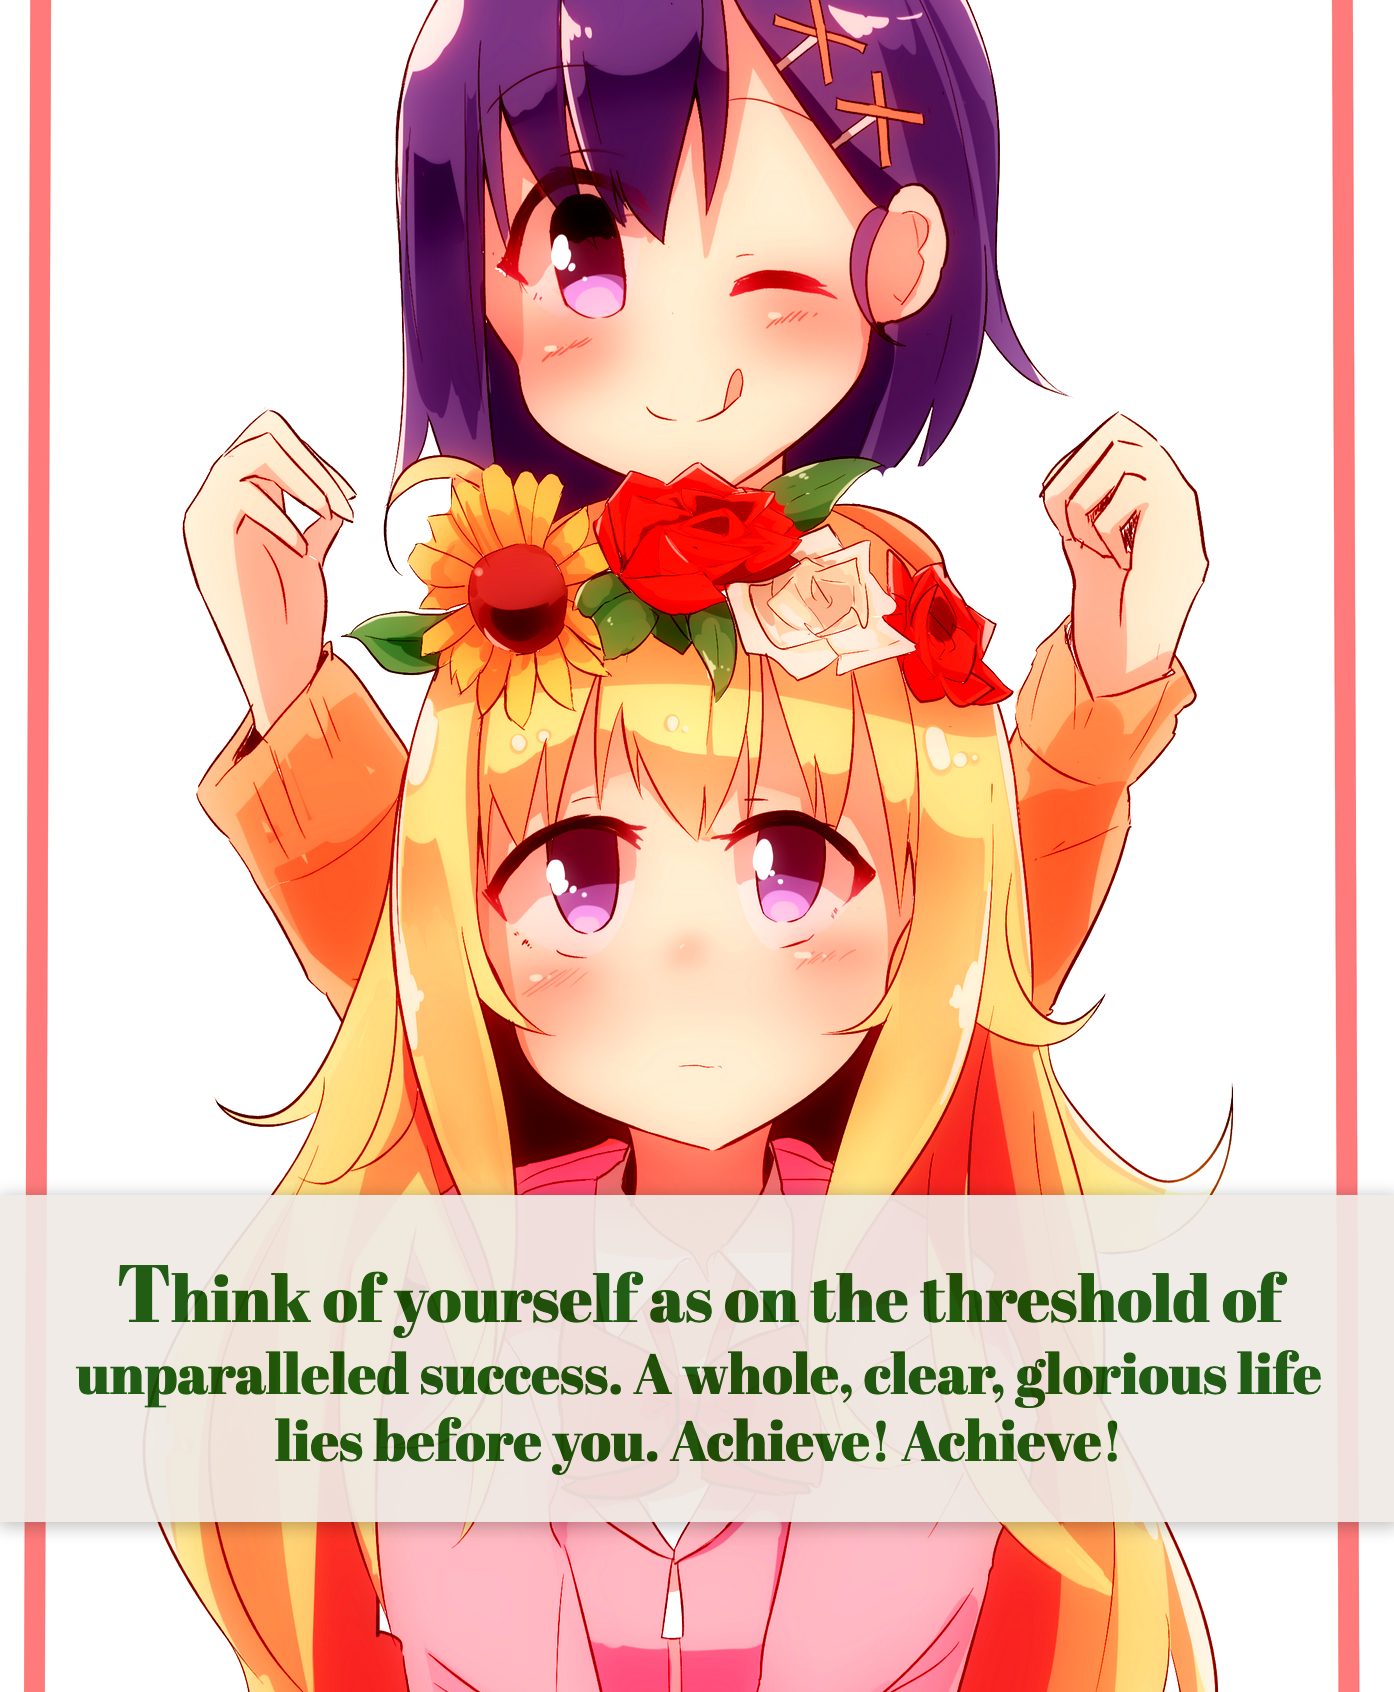 Think of yourself as on the threshold of
unparalleled success. A whole, clear, glorious life
lies before you. Achieve! Achieve!